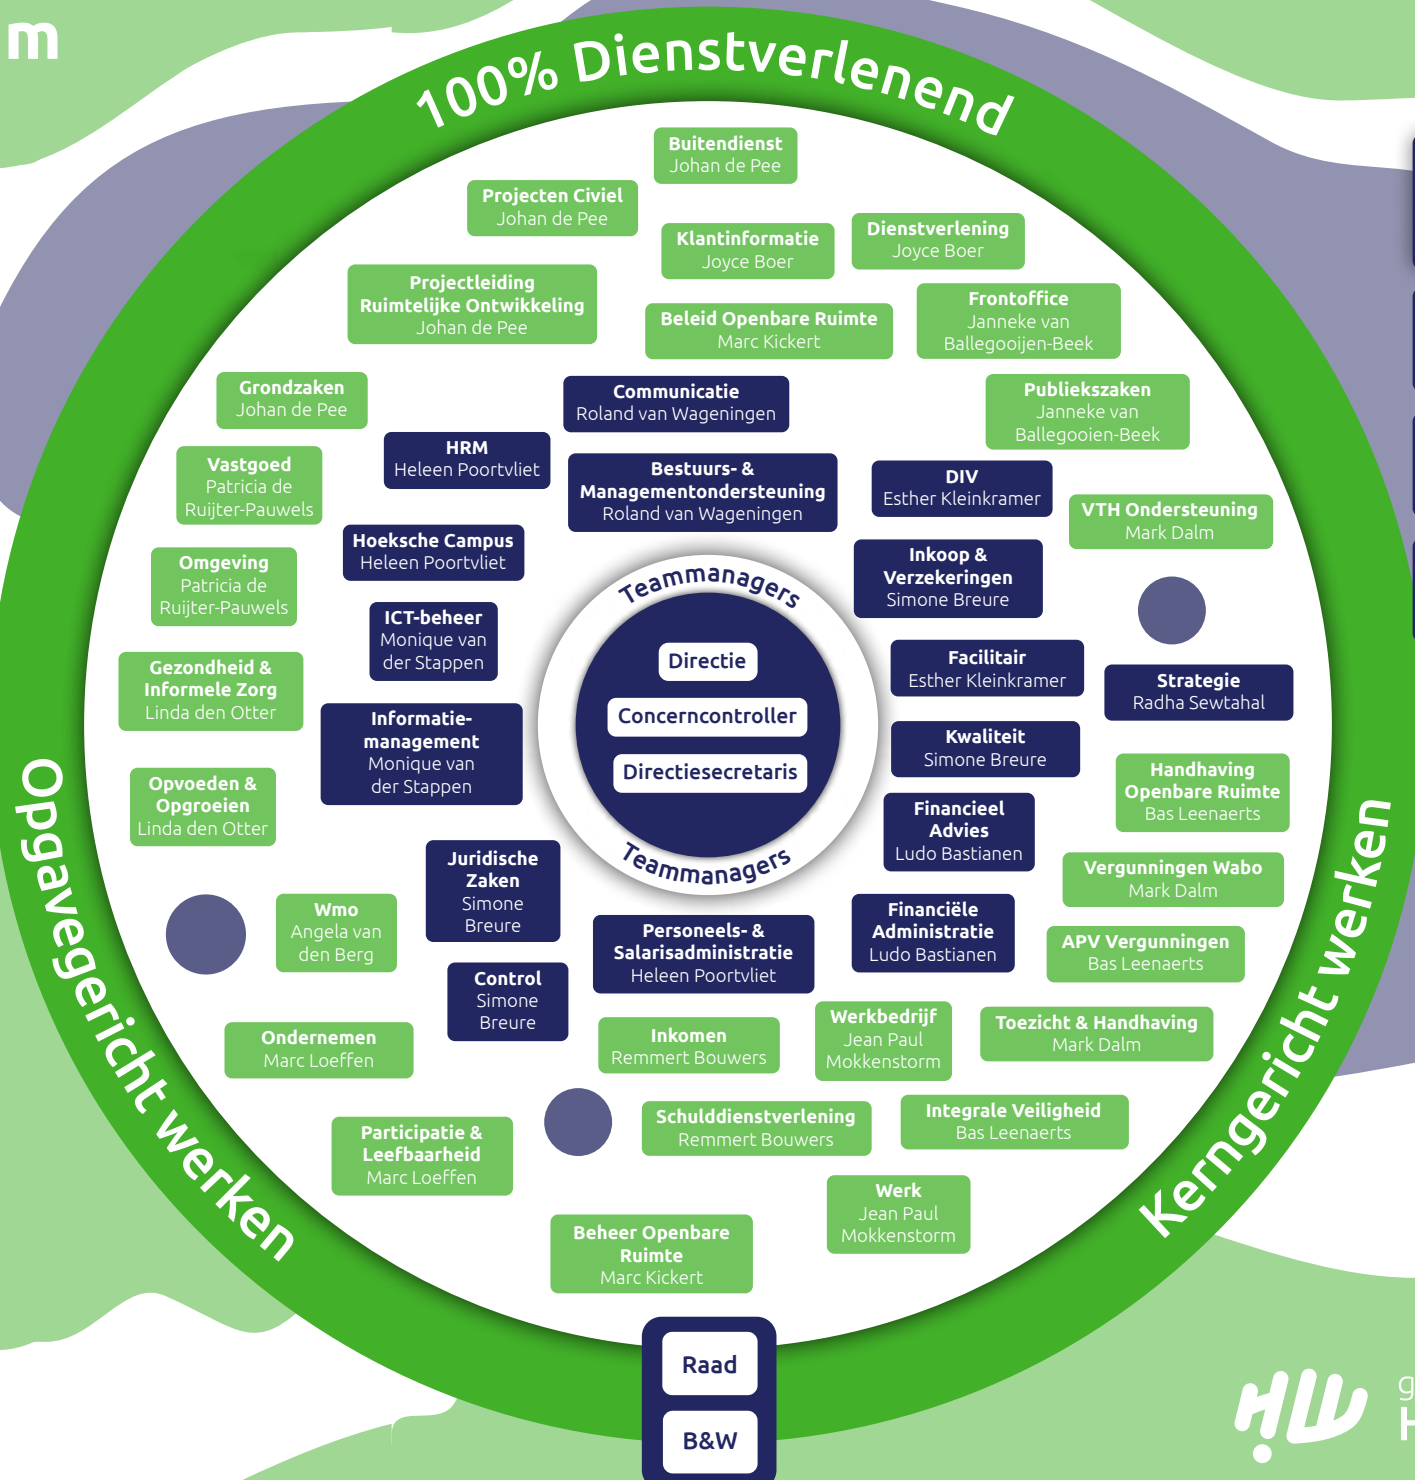 m
100% Dienstverlenend
Buitendienst
Johan de Pee
Projecten Civiel
Johan de Pee
Klantinformatie
Joyce Boer
Dienstverlening
Joyce Boer
Projectleiding
Ruimtelijke Ontwikkeling
Johan de Pee
Beleid Openbare Ruimte
Marc Kickert
Frontoffice
Janneke van
Ballegooijen-Beek
Grondzaken
Johan de Pee
Communicatie
Roland van Wageningen
Publiekszaken
Janneke van
Ballegooien-Beek
HRM
Heleen Poortvliet
Vastgoed
Patricia de
Ruijter-Pauwels
Bestuurs- &
Managementondersteuning
Roland van Wageningen
DIV
Esther Kleinkramer
VTH Ondersteuning
Mark Dalm
Hoeksche Campus
Heleen Poortvliet
Omgeving
Patricia de
Ruijter-Pauwels
Inkoop &
Verzekeringen
Simone Breure
ICT-beheer
Monique van
der Stappen
Teammanagers
Directie
Concerncontroller
Directiesecretaris
Teammanagers
Facilitair
Esther Kleinkramer
Strategie
Radha Sewtahal
Gezondheid &
Informele Zorg
Linda den Otter
Informatie-
management
Monique van
der Stappen
Kwaliteit
Simone Breure
Handhaving
Openbare Ruimte
Bas Leenaerts
Opvoeden &
Opgroeien
Linda den Otter
Financieel
Advies
Ludo Bastianen
Juridische
Zaken
Simone
Breure
Vergunningen Wabo
Mark Dalm
Wmo
Angela van
den Berg
Personeels- &
Salarisadministratie
Heleen Poortvliet
Financiële
Administratie
Ludo Bastianen
APV Vergunningen
Bas Leenaerts
Control
Simone
Breure
Ondernemen
Marc Loeffen
Inkomen
Remmert Bouwers
Werkbedrijf
Jean Paul
Mokkenstorm
Toezicht & Handhaving
Mark Dalm
Participatie &
Leefbaarheid
Marc Loeffen
Schulddienstverlening
Remmert Bouwers
Integrale Veiligheid
Bas Leenaerts
Werk
Jean Paul
Mokkenstorm
Beheer Openbare
Ruimte
Marc Kickert
Opgavegericht werken
Kerngericht werken
Raad
B&W
HW
g
H